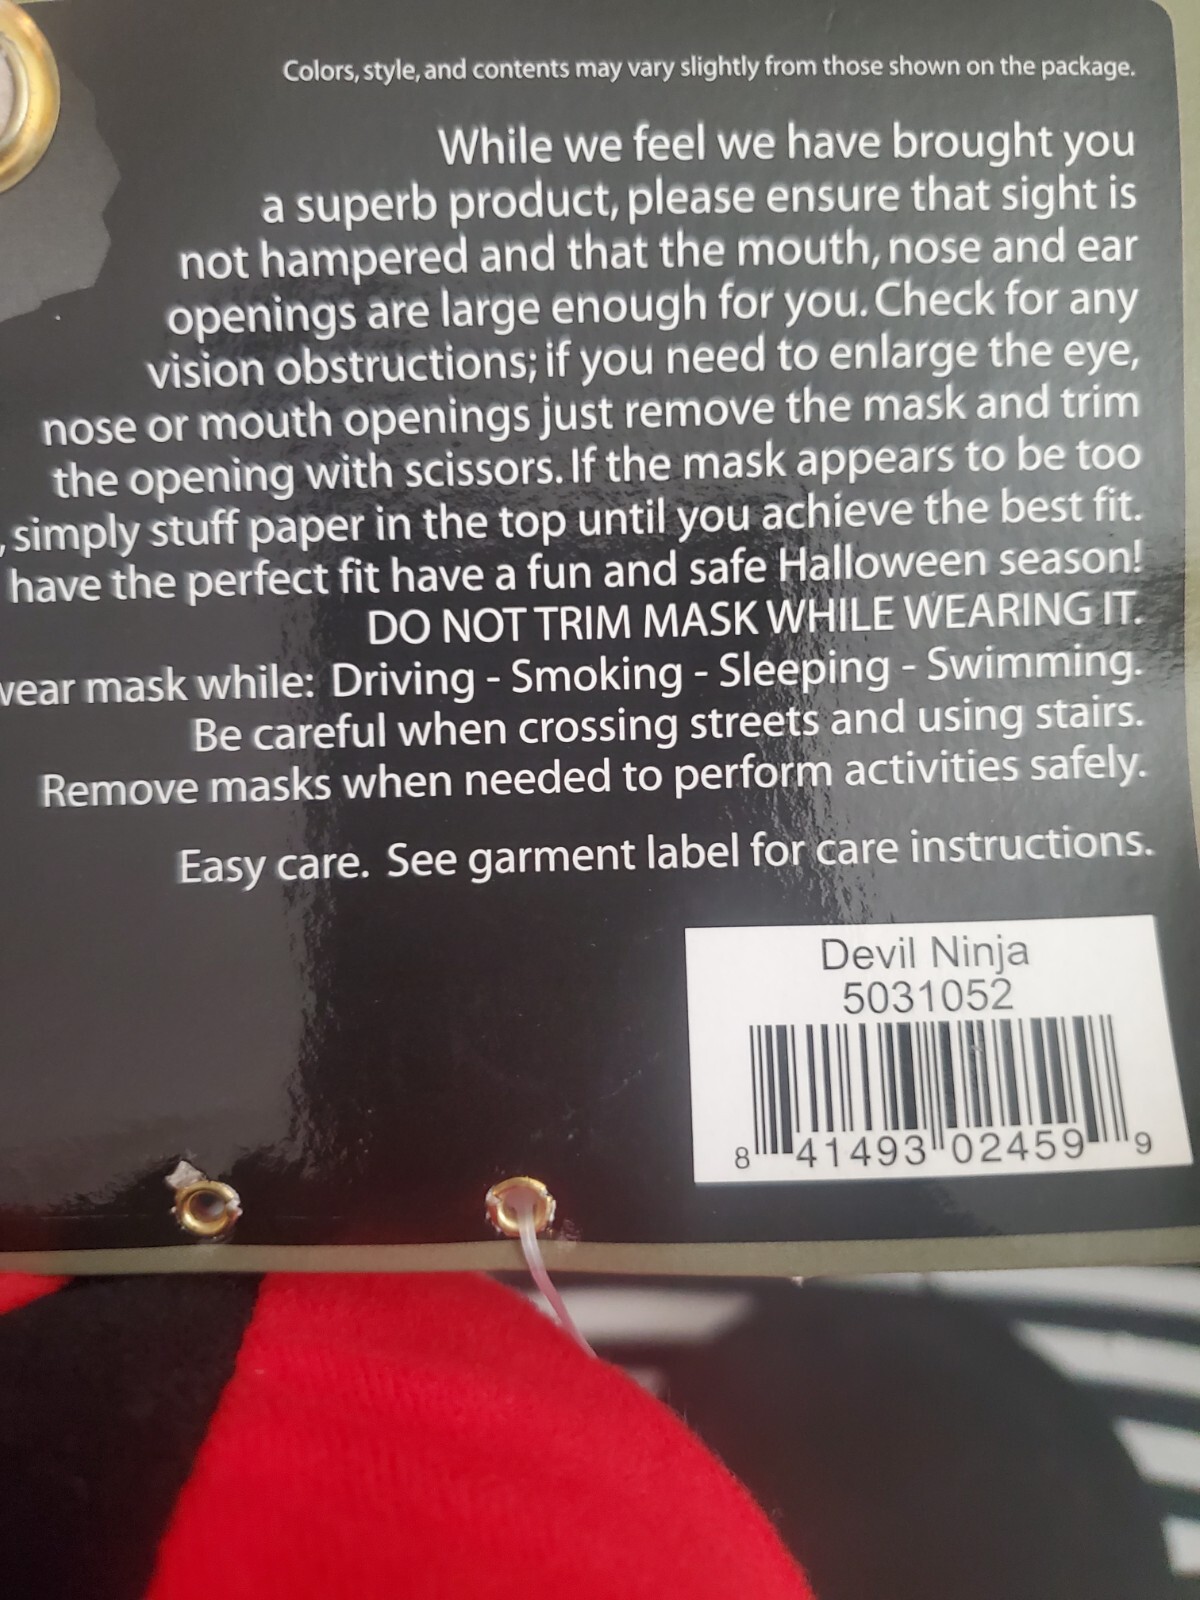 Colors, style, and contents may vary slightly from those shown on the package.
While we feel we have brought you
a superb product, please ensure that sight is
not hampered and that the mouth, nose and ear
openings are large enough for you. Check for any
vision obstructions; if you need to enlarge the eye,
nose or mouth openings just remove the mask and trim
the opening with scissors. If the mask appears to be too
, simply stuff paper in the top until you achieve the best fit.
have the perfect fit have a fun and safe Halloween season!
DO NOT TRIM MASK WHILE WEARING IT.
wear mask while: Driving - Smoking - Sleeping - Swimming.
Be careful when crossing streets and using stairs.
Remove masks when needed to perform activities safely.
Easy care. See garment label for care instructions.
Devil Ninja
5031052
8 41493 02459 9